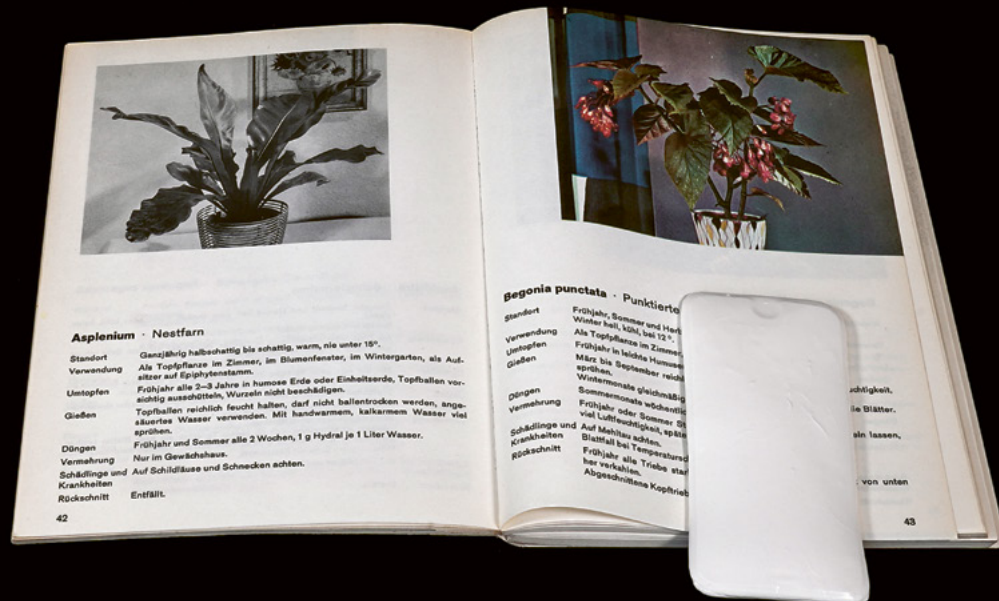 Asplenium · Nestfarn
Standort Ganzjährig halbschattig bis schattig, warm, nie unter 15°.
Verwendung Als Topfpflanze im Zimmer, im Blumenfenster, im Wintergarten, als Auf-
sitzer auf Epiphytenstamm.
Umtopfen Frühjahr alle 2–3 Jahre in humose Erde oder Einheitserde, Topfballen vor-
sichtig ausschütteln, Wurzeln nicht beschädigen.
Gießen Topfballen reichlich feucht halten, darf nicht ballentrocken werden, ange-
säuertes Wasser verwenden. Mit handwarmem, kalkarmem Wasser viel
sprühen.
Düngen Frühjahr und Sommer alle 2 Wochen, 1 g Hydral je 1 Liter Wasser.
Vermehrung Nur im Gewächshaus.
Schädlinge und Krankheiten Auf Schildläuse und Schnecken achten.
Rückschnitt Entfällt.
42
Begonia punctata · Punktierte
Standort Frühjahr, Sommer und Herb
Winter hell, kühl, bei 12°.
Verwendung Als Topfpflanze im Zimmer,
Umtopfen Frühjahr in leichte Humuse
Gießen März bis September reichl
sprühen.
Wintermonate gleichmäßig uchtigkeit.
Düngen Sommermonate wöchentlic
Vermehrung Frühjahr oder Sommer St le Blätter.
viel Luftfeuchtigkeit, späte
Schädlinge und Krankheiten Auf Mehltau achten. ln lassen,
Blattfall bei Temperatursc
Rückschnitt Frühjahr alle Triebe star
her verkahlen. von unten
Abgeschnittene Kopftrieb
43